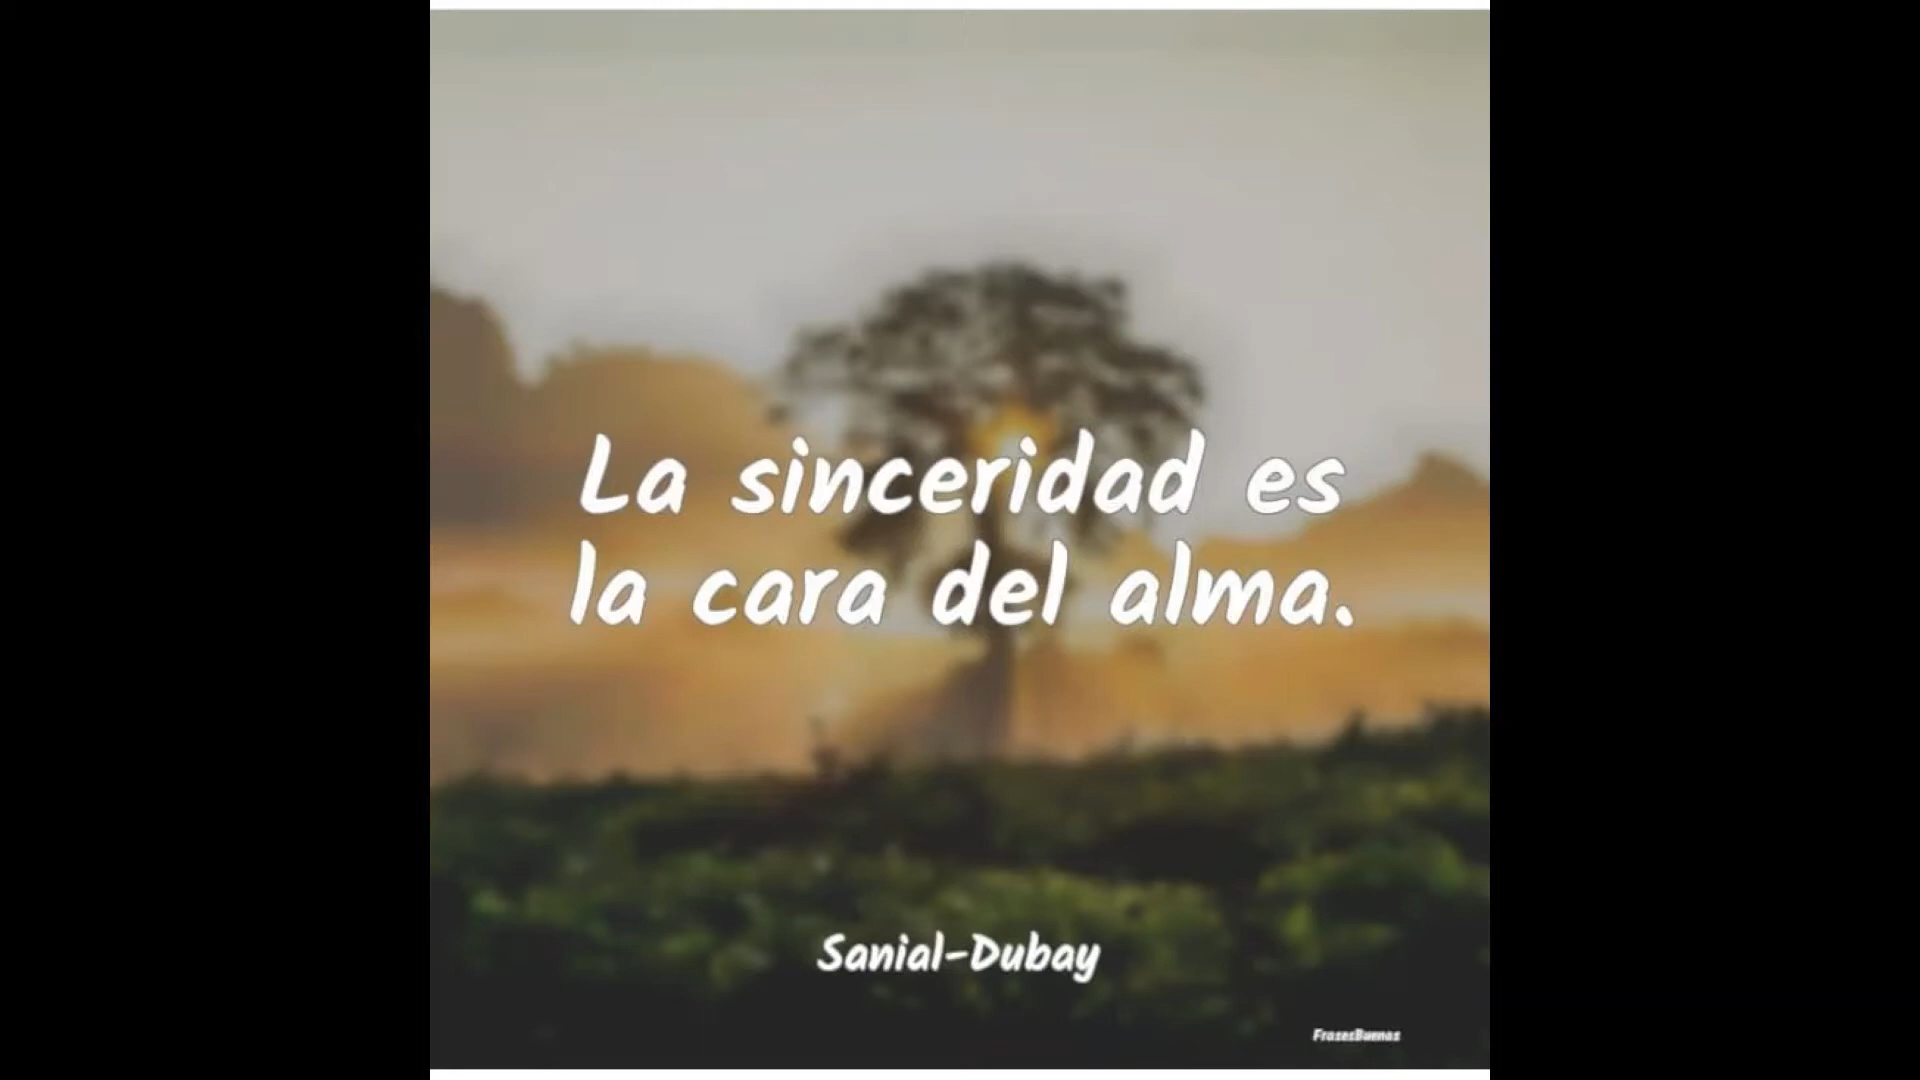 La sinceridad es
la cara del alma.
Sanial-Dubay
FrasesBuenas